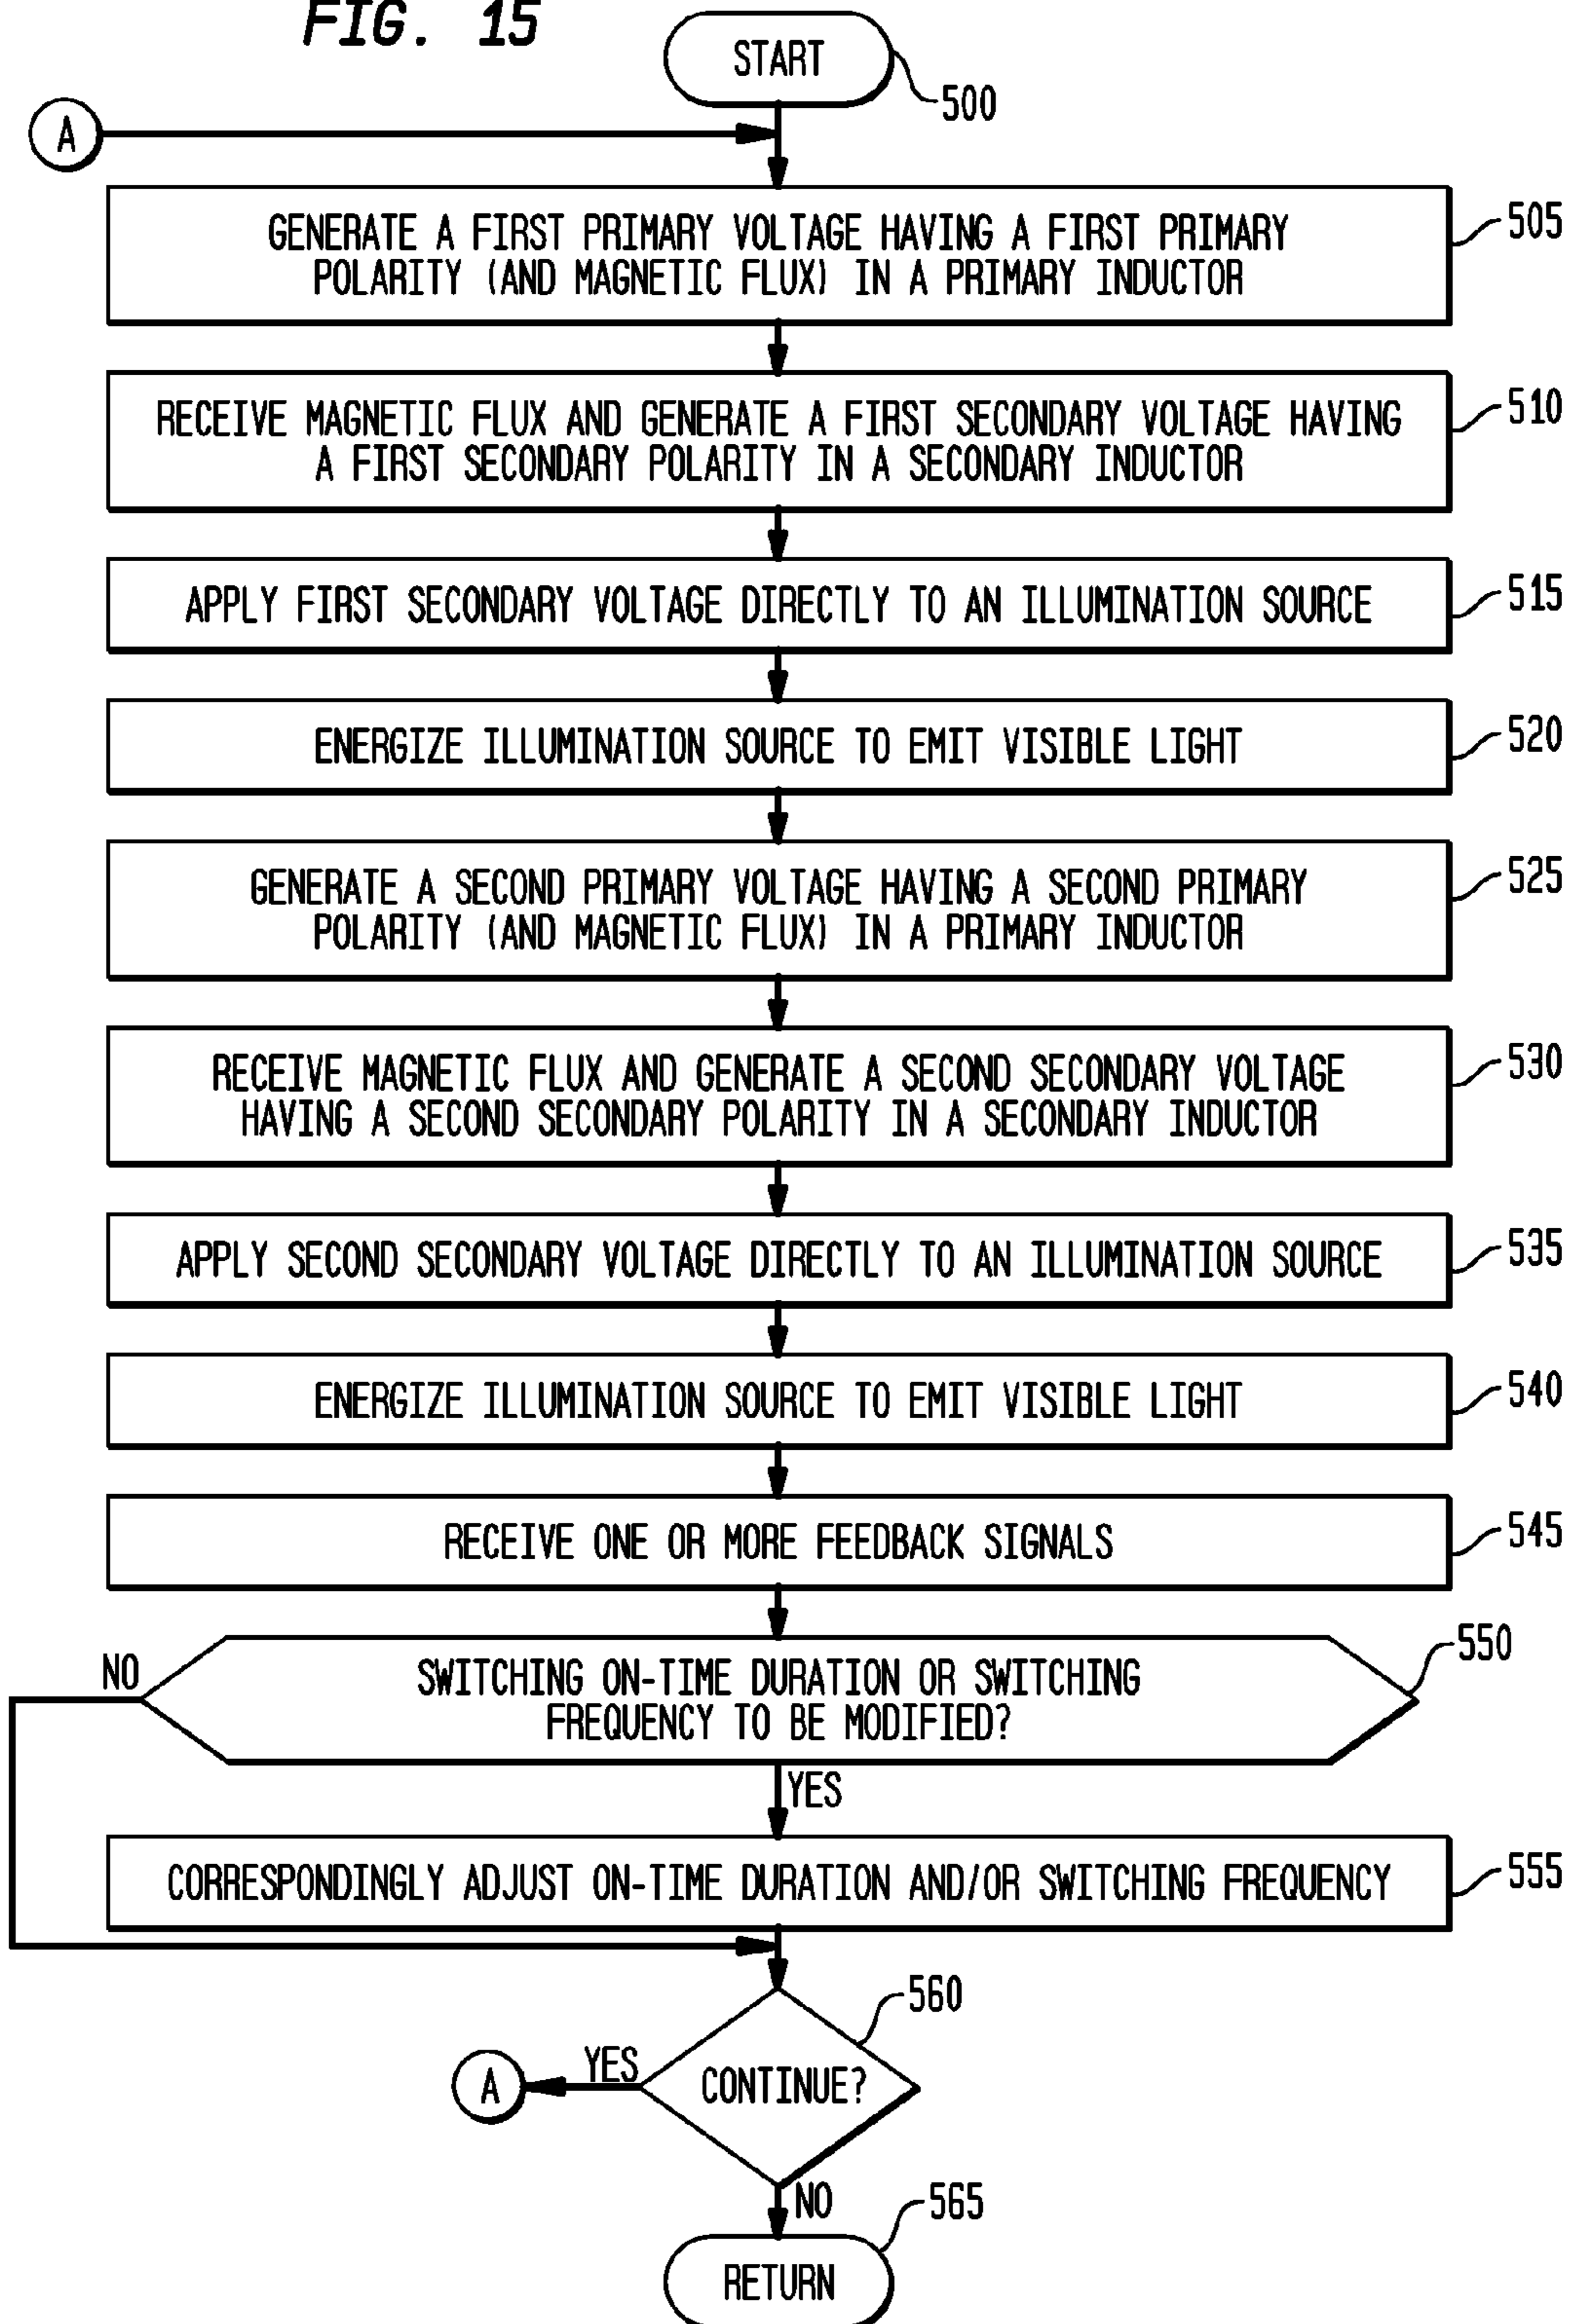 FIG. 15
START
500
A
GENERATE A FIRST PRIMARY VOLTAGE HAVING A FIRST PRIMARY
POLARITY (AND MAGNETIC FLUX) IN A PRIMARY INDUCTOR
505
RECEIVE MAGNETIC FLUX AND GENERATE A FIRST SECONDARY VOLTAGE HAVING
A FIRST SECONDARY POLARITY IN A SECONDARY INDUCTOR
510
APPLY FIRST SECONDARY VOLTAGE DIRECTLY TO AN ILLUMINATION SOURCE
515
ENERGIZE ILLUMINATION SOURCE TO EMIT VISIBLE LIGHT
520
GENERATE A SECOND PRIMARY VOLTAGE HAVING A SECOND PRIMARY
POLARITY (AND MAGNETIC FLUX) IN A PRIMARY INDUCTOR
525
RECEIVE MAGNETIC FLUX AND GENERATE A SECOND SECONDARY VOLTAGE
HAVING A SECOND SECONDARY POLARITY IN A SECONDARY INDUCTOR
530
APPLY SECOND SECONDARY VOLTAGE DIRECTLY TO AN ILLUMINATION SOURCE
535
ENERGIZE ILLUMINATION SOURCE TO EMIT VISIBLE LIGHT
540
RECEIVE ONE OR MORE FEEDBACK SIGNALS
545
NO
SWITCHING ON-TIME DURATION OR SWITCHING
FREQUENCY TO BE MODIFIED?
550
YES
CORRESPONDINGLY ADJUST ON-TIME DURATION AND/OR SWITCHING FREQUENCY
555
560
A
YES
CONTINUE?
NO
565
RETURN